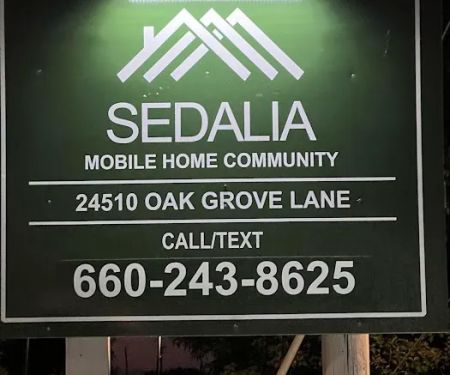 SEDALIA
MOBILE HOME COMMUNITY
24510 OAK GROVE LANE
CALL/TEXT
660-243-8625